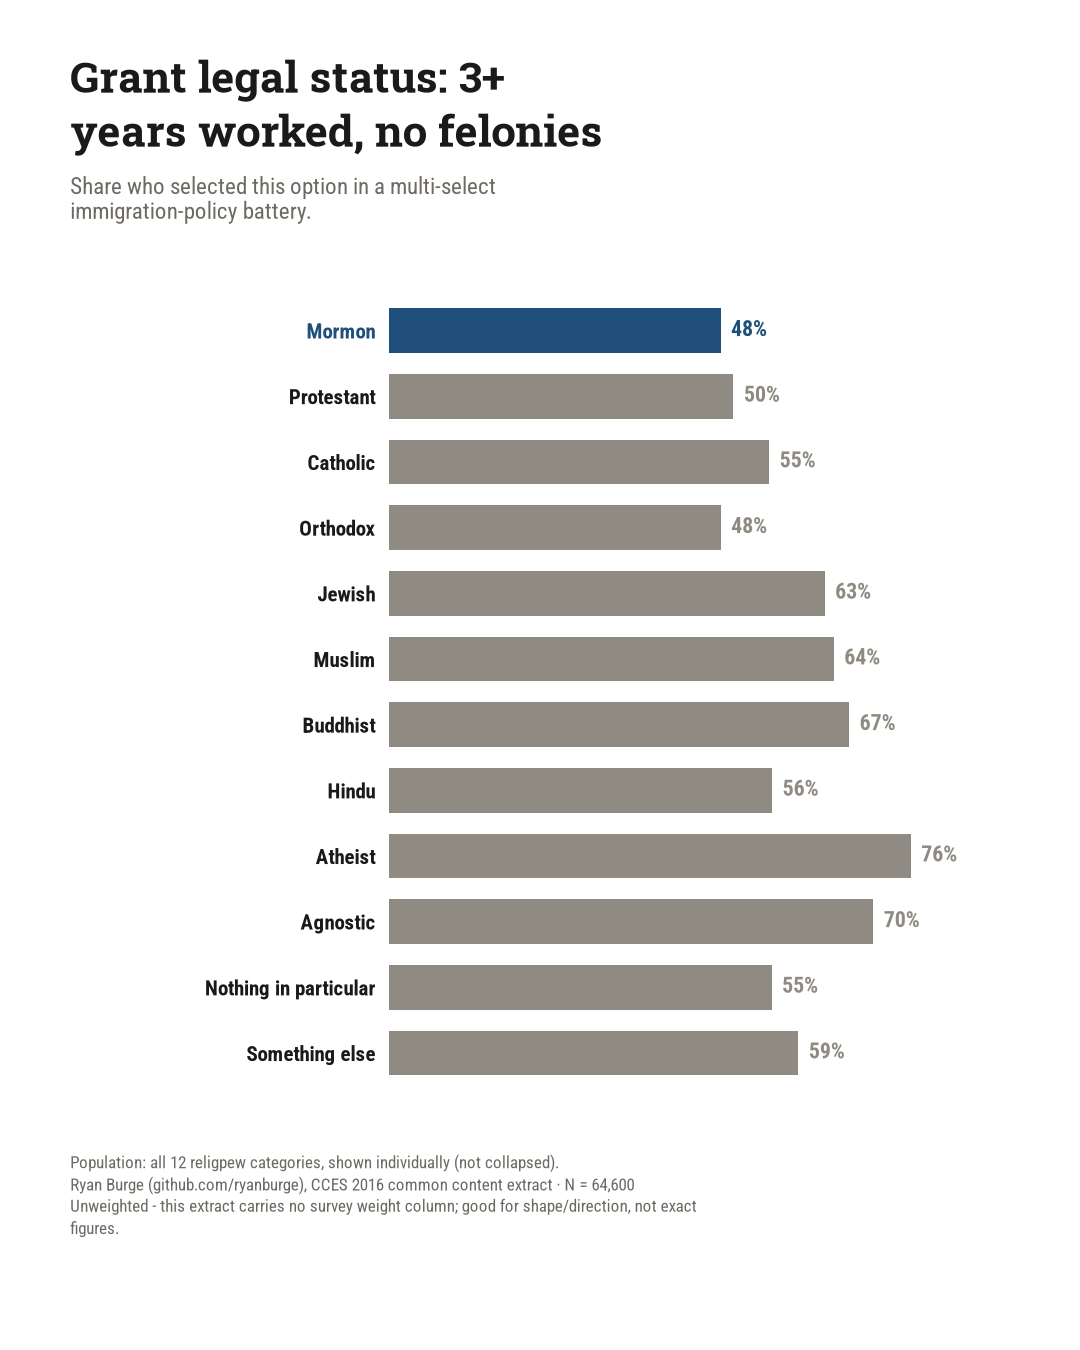 Grant legal status: 3+
years worked, no felonies
Share who selected this option in a multi-select
immigration-policy battery.
Mormon 48%
Protestant 50%
Catholic 55%
Orthodox 48%
Jewish 63%
Muslim 64%
Buddhist 67%
Hindu 56%
Atheist 76%
Agnostic 70%
Nothing in particular 55%
Something else 59%
Population: all 12 religpew categories, shown individually (not collapsed).
Ryan Burge (github.com/ryanburge), CCES 2016 common content extract · N = 64,600
Unweighted - this extract carries no survey weight column; good for shape/direction, not exact
figures.